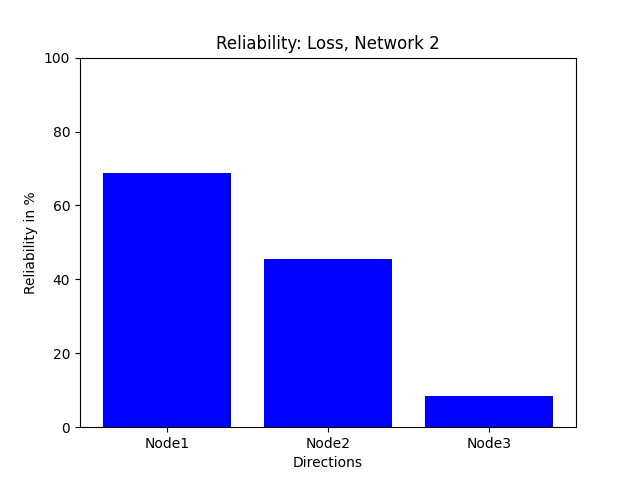 Reliability: Loss, Network 2
100
80
60
40
20
0
Reliability in %
Node1 Node2 Node3
Directions